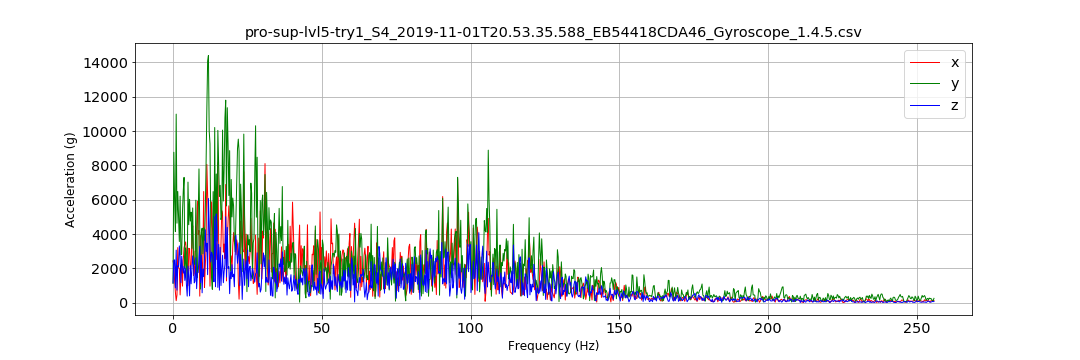 pro-sup-lvl5-try1_S4_2019-11-01T20.53.35.588_EB54418CDA46_Gyroscope_1.4.5.csv
x
y
z
Acceleration (g)
14000
12000
10000
8000
6000
4000
2000
0
0 50 100 150 200 250
Frequency (Hz)